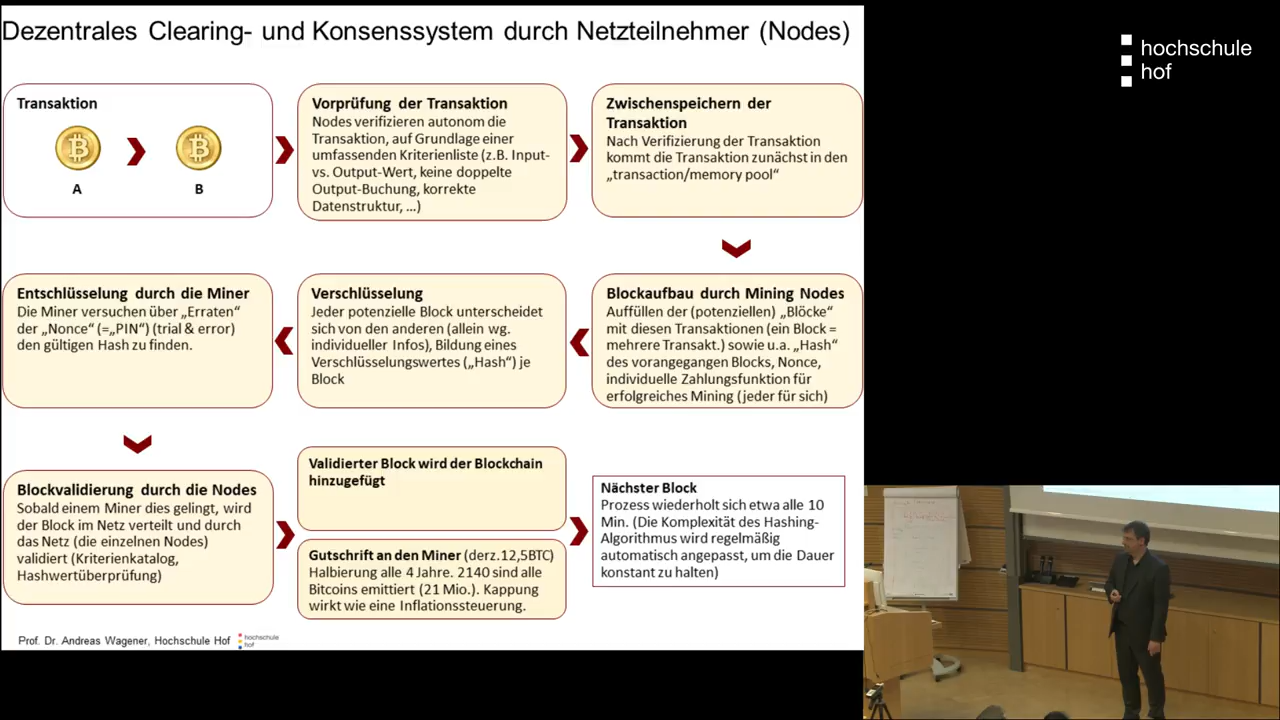 Dezentrales Clearing- und Konsenssystem durch Netzteilnehmer (Nodes)
hochschule
hof
Transaktion
A
B
Vorprüfung der Transaktion
Nodes verifizieren autonom die
Transaktion, auf Grundlage einer
umfassenden Kriterienliste (z.B. Input-
vs. Output-Wert, keine doppelte
Output-Buchung, korrekte
Datenstruktur, ...)
Zwischenspeichern der
Transaktion
Nach Verifizierung der Transaktion
kommt die Transaktion zunächst in den
„transaction/memory pool“
Entschlüsselung durch die Miner
Die Miner versuchen über „Erraten“
der „Nonce“ (=„PIN“) (trial & error)
den gültigen Hash zu finden.
Verschlüsselung
Jeder potenzielle Block unterscheidet
sich von den anderen (allein wg.
individueller Infos), Bildung eines
Verschlüsselungswertes („Hash“) je
Block
Blockaufbau durch Mining Nodes
Auffüllen der (potenziellen) „Blöcke“
mit diesen Transaktionen (ein Block =
mehrere Transakt.) sowie u.a. „Hash“
des vorangegangen Blocks, Nonce,
individuelle Zahlungsfunktion für
erfolgreiches Mining (jeder für sich)
Blockvalidierung durch die Nodes
Sobald einem Miner dies gelingt, wird
der Block im Netz verteilt und durch
das Netz (die einzelnen Nodes)
validiert (Kriterienkatalog,
Hashwertüberprüfung)
Validierter Block wird der Blockchain
hinzugefügt
Gutschrift an den Miner (derz.12,5BTC)
Halbierung alle 4 Jahre. 2140 sind alle
Bitcoins emittiert (21 Mio.). Kappung
wirkt wie eine Inflationssteuerung.
Nächster Block
Prozess wiederholt sich etwa alle 10
Min. (Die Komplexität des Hashing-
Algorithmus wird regelmäßig
automatisch angepasst, um die Dauer
konstant zu halten)
Prof. Dr. Andreas Wagener, Hochschule Hof
hochschule
hof